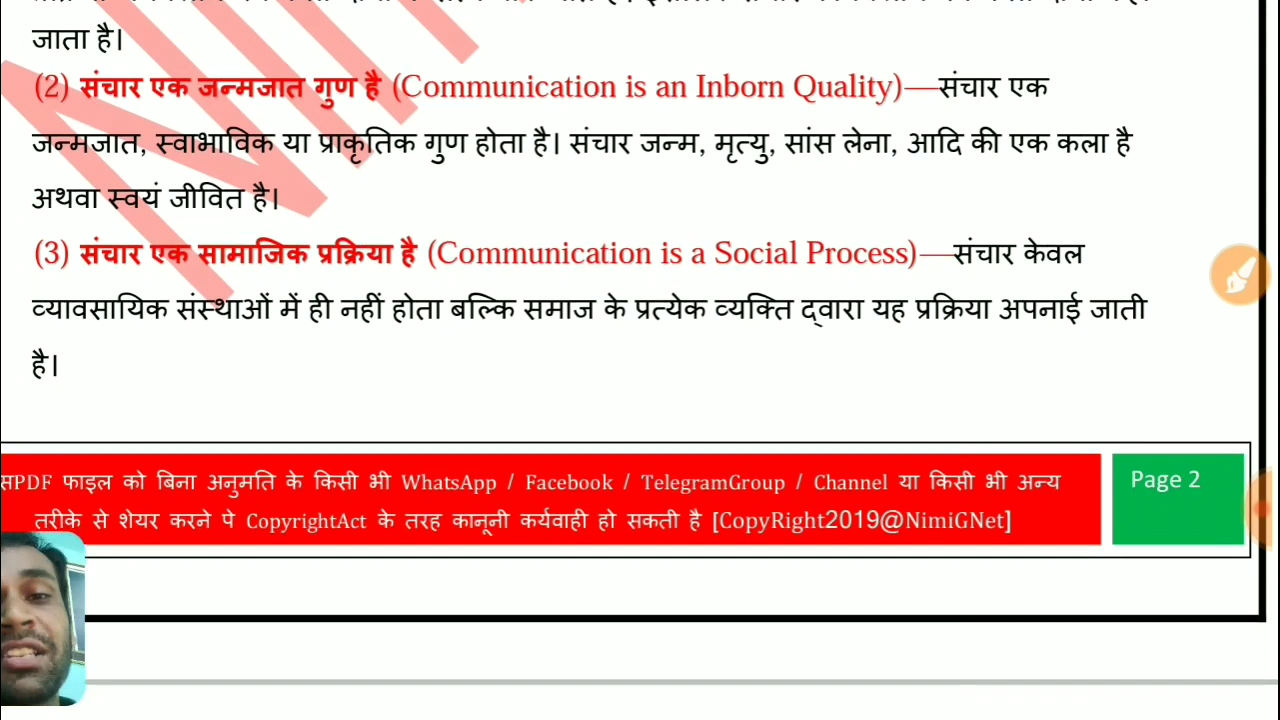 जाता है।
(2) संचार एक जन्मजात गुण है (Communication is an Inborn Quality)—संचार एक
जन्मजात, स्वाभाविक या प्राकृतिक गुण होता है। संचार जन्म, मृत्यु, सांस लेना, आदि की एक कला है
अथवा स्वयं जीवित है।
(3) संचार एक सामाजिक प्रक्रिया है (Communication is a Social Process)—संचार केवल
व्यावसायिक संस्थाओं में ही नहीं होता बल्कि समाज के प्रत्येक व्यक्ति द्वारा यह प्रक्रिया अपनाई जाती
है।
PDF फाइल को बिना अनुमति के किसी भी WhatsApp / Facebook / TelegramGroup / Channel या किसी भी अन्य
तरीके से शेयर करने पे CopyrightAct के तरह कानूनी कर्यवाही हो सकती है [CopyRight2019@NimiGNet]
Page 2